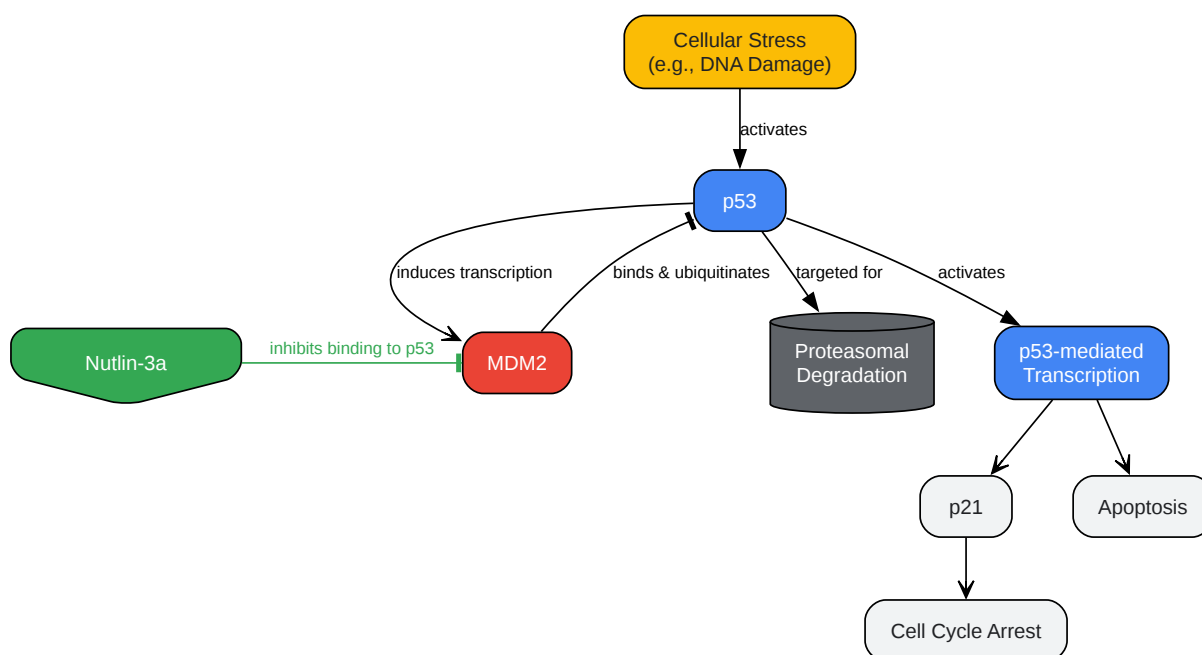 Cellular Stress
(e.g., DNA Damage)
activates
p53
induces transcription
binds & ubiquitinates
targeted for
activates
Nutlin-3a
inhibits binding to p53
MDM2
Proteasomal
Degradation
p53-mediated
Transcription
p21
Apoptosis
Cell Cycle Arrest